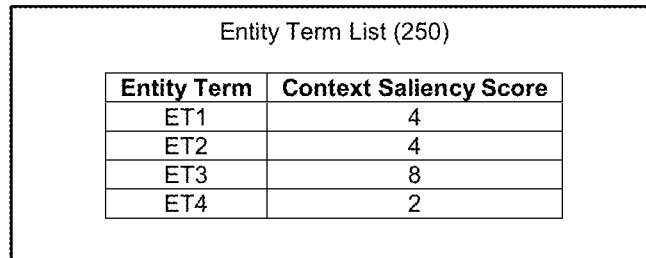 Entity Term List (250)
Entity Term Context Saliency Score
ET1 4
ET2 4
ET3 8
ET4 2